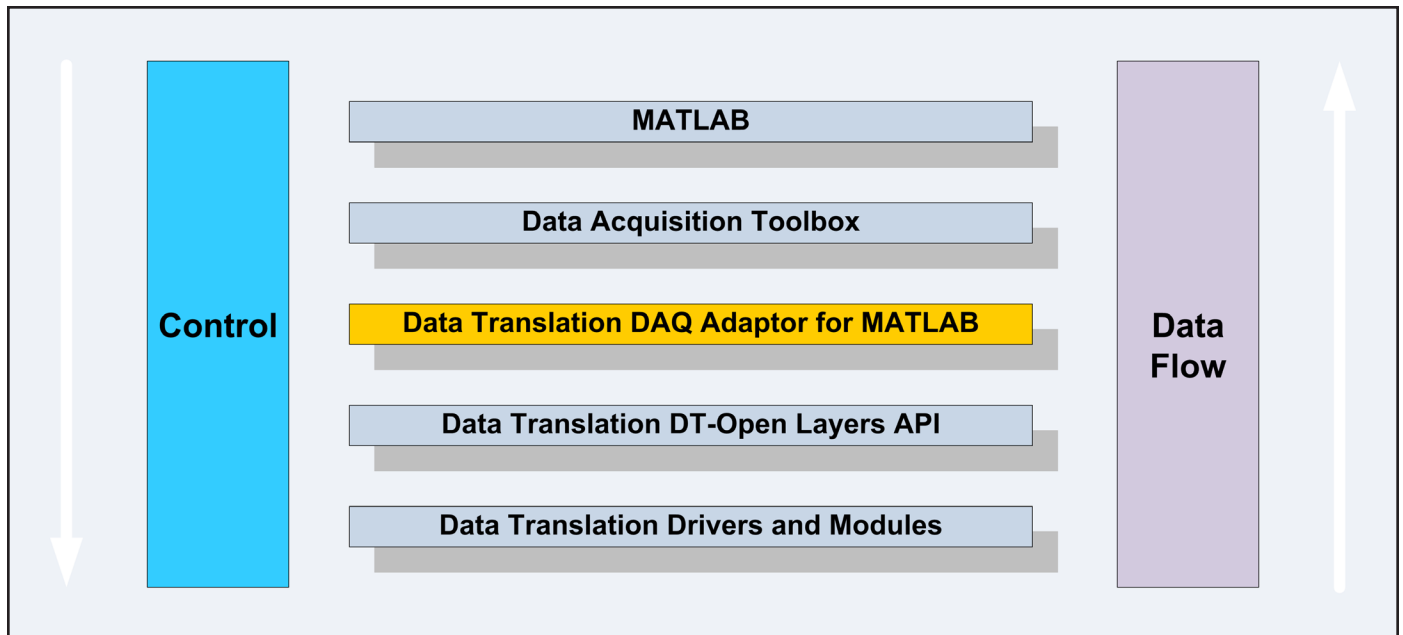 MATLAB
Data Acquisition Toolbox
Control
Data Translation DAQ Adaptor for MATLAB
Data
Flow
Data Translation DT-Open Layers API
Data Translation Drivers and Modules